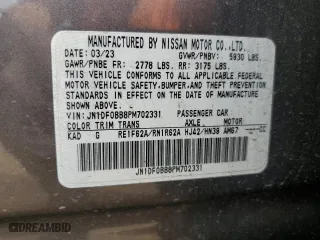 MANUFACTURED BY NISSAN MOTOR CO.,LTD.
DATE: 03/23 GVWR/PNBV: 5930 LBS.
GAWR/PNBE FR: 2778 LBS. RR: 3175 LBS.
THIS VEHICLE CONFORMS TO ALL APPLICABLE FEDERAL
MOTOR VEHICLE SAFETY, BUMPER, AND THEFT PREVENTION
STANDARDS IN EFFECT ON THE DATE OF MANUFACTURE
SHOWN ABOVE.
V.I.N: JN1DF0BB8PM702331 PASSENGER CAR
COLOR TRIM TRANS AXLE MOTOR
KAD G RE1F62A/RN1R62A HJ42/HN38 AM67
JN1DF0BB8PM702331